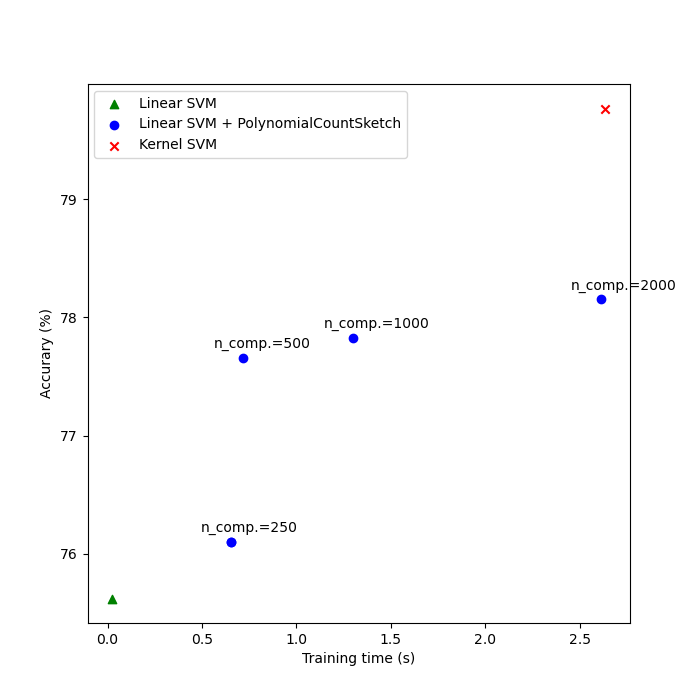 Linear SVM
Linear SVM + PolynomialCountSketch
Kernel SVM
79
n_comp.=2000
78
n_comp.=1000
n_comp.=500
Accurary (%)
77
n_comp.=250
76
0.0 0.5 1.0 1.5 2.0 2.5
Training time (s)